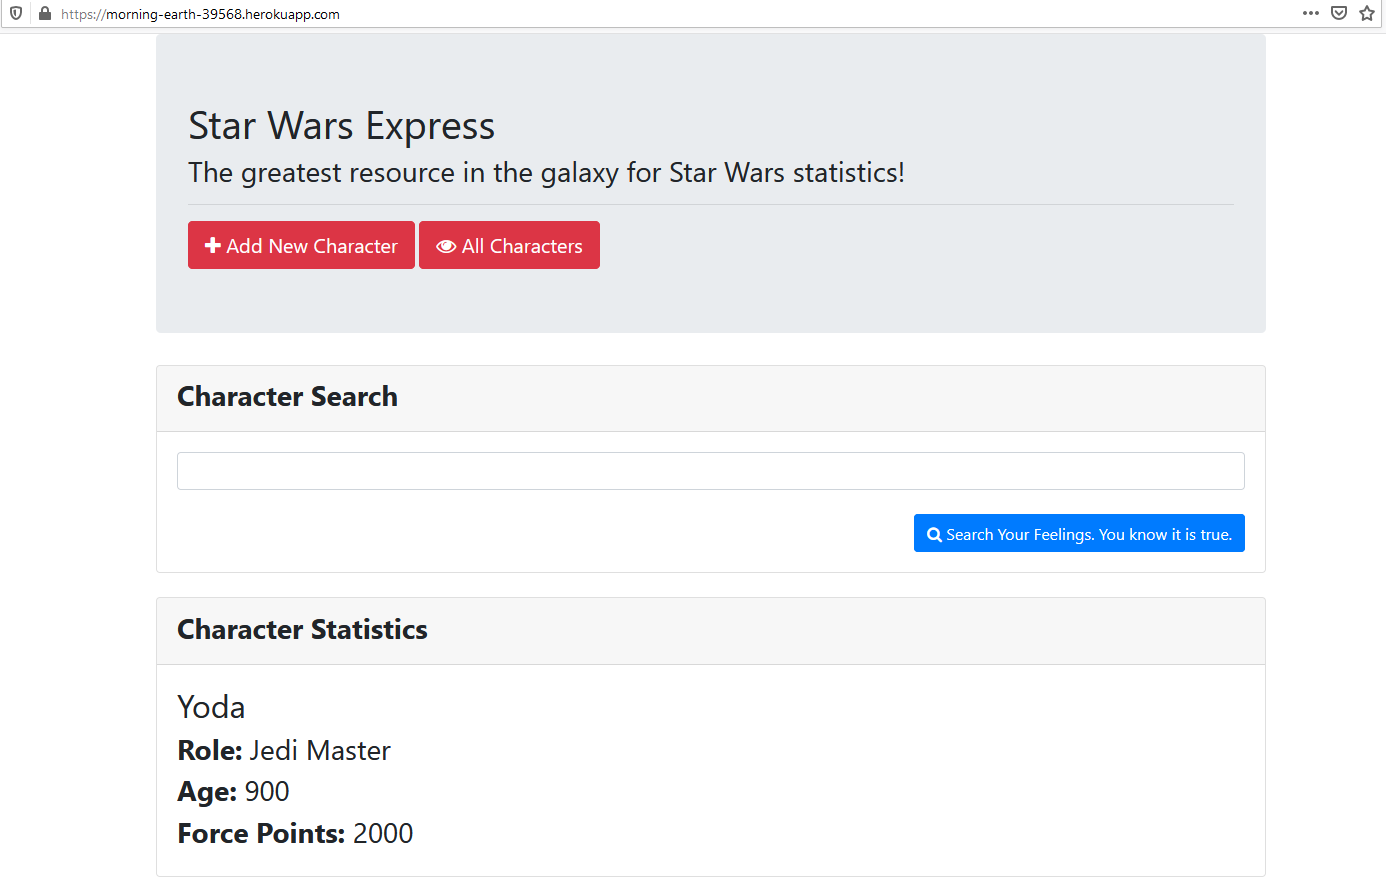 https://morning-earth-39568.herokuapp.com
Star Wars Express
The greatest resource in the galaxy for Star Wars statistics!
Add New Character All Characters
Character Search
Search Your Feelings. You know it is true.
Character Statistics
Yoda
Role: Jedi Master
Age: 900
Force Points: 2000